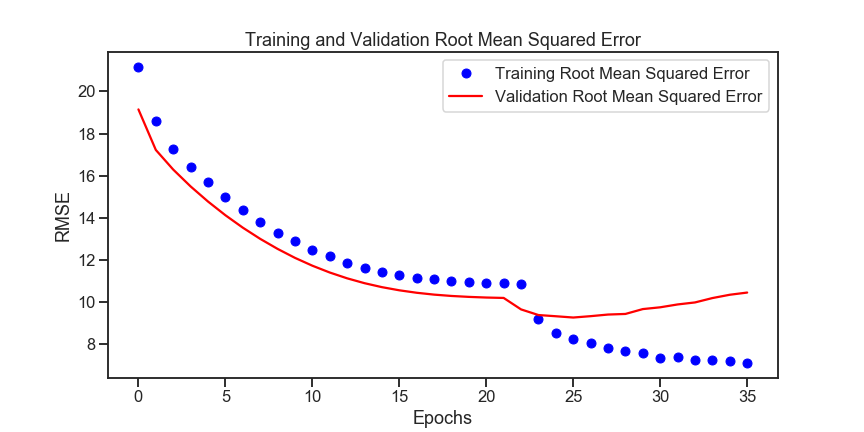 Training and Validation Root Mean Squared Error
Training Root Mean Squared Error
Validation Root Mean Squared Error
RMSE
20
18
16
14
12
10
8
0 5 10 15 20 25 30 35
Epochs